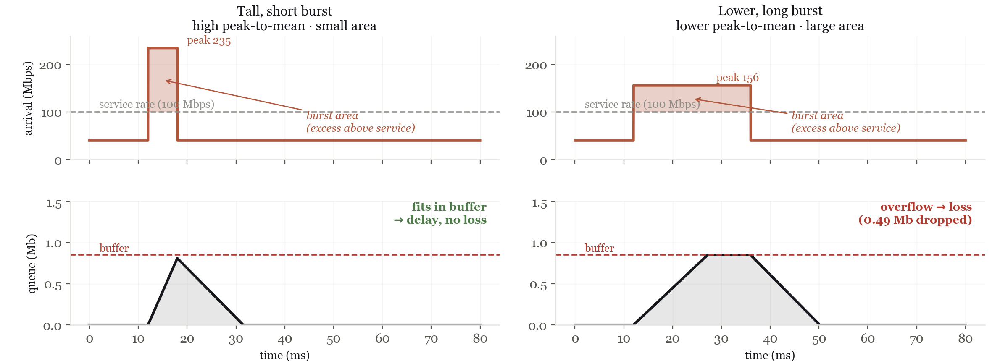 Tall, short burst
high peak-to-mean · small area
peak 235
service rate (100 Mbps)
burst area
(excess above service)
arrival (Mbps)
200
100
0
Lower, long burst
lower peak-to-mean · large area
peak 156
service rate (100 Mbps)
burst area
(excess above service)
200
100
0
fits in buffer
→ delay, no loss
buffer
queue (Mb)
1.5
1.0
0.5
0.0
0 10 20 30 40 50 60 70 80
time (ms)
overflow → loss
(0.49 Mb dropped)
buffer
1.5
1.0
0.5
0.0
0 10 20 30 40 50 60 70 80
time (ms)